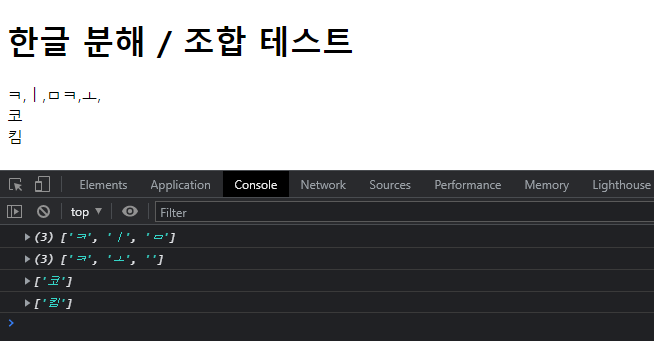 한글 분해 / 조합 테스트
ㅋ,ㅣ,ㅁㅋ,ㅗ,
코
킴
Elements Application Console Network Sources Performance Memory Lighthouse
top Filter
(3) ['ㅋ', 'ㅣ', 'ㅁ']
(3) ['ㅋ', 'ㅗ', '']
['코']
['킴']